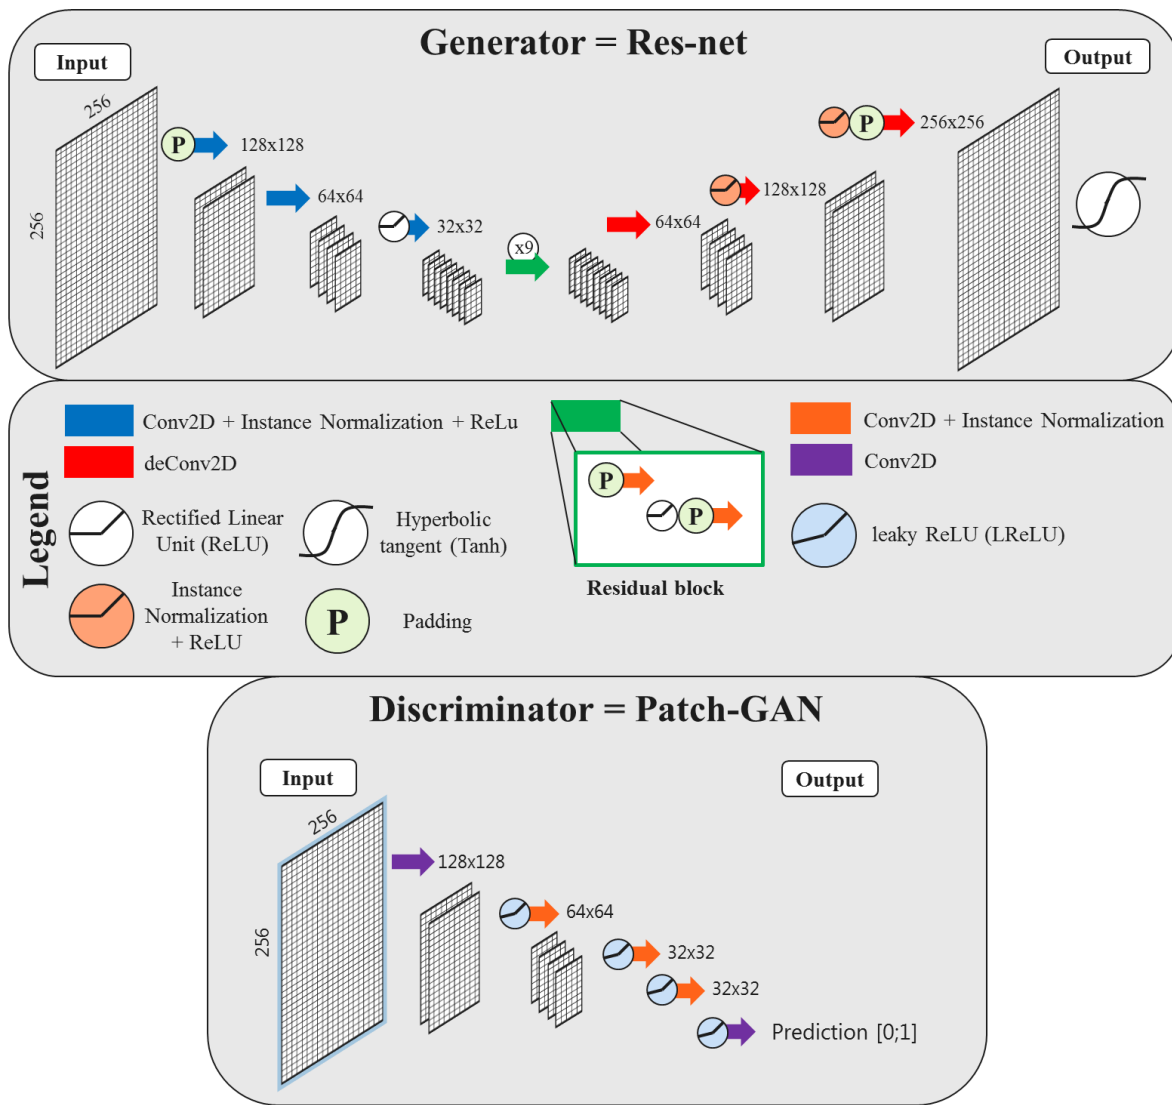 Generator = Res-net
Input
Output
256
256
P
128x128
64x64
32x32
x9
64x64
128x128
P
256x256
Legend
Conv2D + Instance Normalization + ReLu
deConv2D
Rectified Linear
Unit (ReLU)
Hyperbolic
tangent (Tanh)
Instance
Normalization
+ ReLU
P
Padding
P
P
Residual block
Conv2D + Instance Normalization
Conv2D
leaky ReLU (LReLU)
Discriminator = Patch-GAN
Input
Output
256
256
128x128
64x64
32x32
32x32
Prediction [0;1]